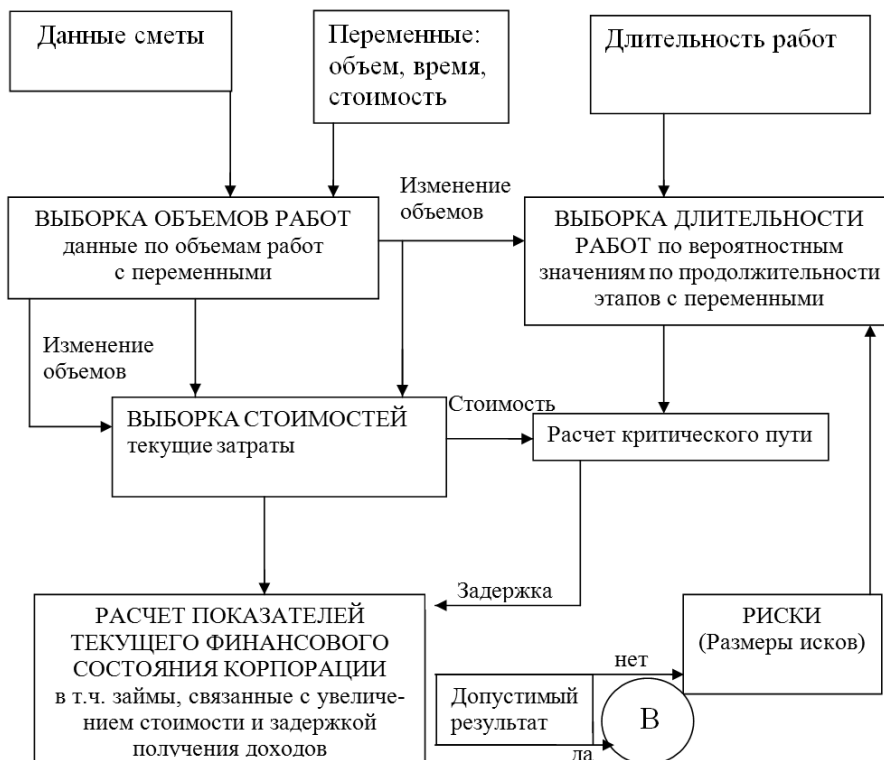 Данные сметы
Переменные:
объем, время,
стоимость
Длительность работ
ВЫБОРКА ОБЪЕМОВ РАБОТ
данные по объемам работ
с переменными
Изменение
объемов
ВЫБОРКА ДЛИТЕЛЬНОСТИ
РАБОТ по вероятностным
значениям по продолжительности
этапов с переменными
Изменение
объемов
ВЫБОРКА СТОИМОСТЕЙ
текущие затраты
Стоимость
Расчет критического пути
Задержка
РАСЧЕТ ПОКАЗАТЕЛЕЙ
ТЕКУЩЕГО ФИНАНСОВОГО
СОСТОЯНИЯ КОРПОРАЦИИ
в т.ч. займы, связанные с увеличе-
нием стоимости и задержкой
получения доходов
РИСКИ
(Размеры исков)
нет
Допустимый
результат
В
да